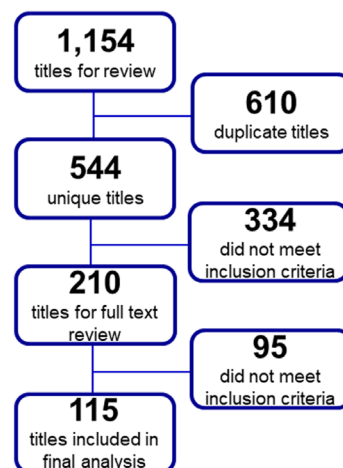 1,154
titles for review
610
duplicate titles
544
unique titles
334
did not meet
inclusion criteria
210
titles for full text
review
95
did not meet
inclusion criteria
115
titles included in
final analysis